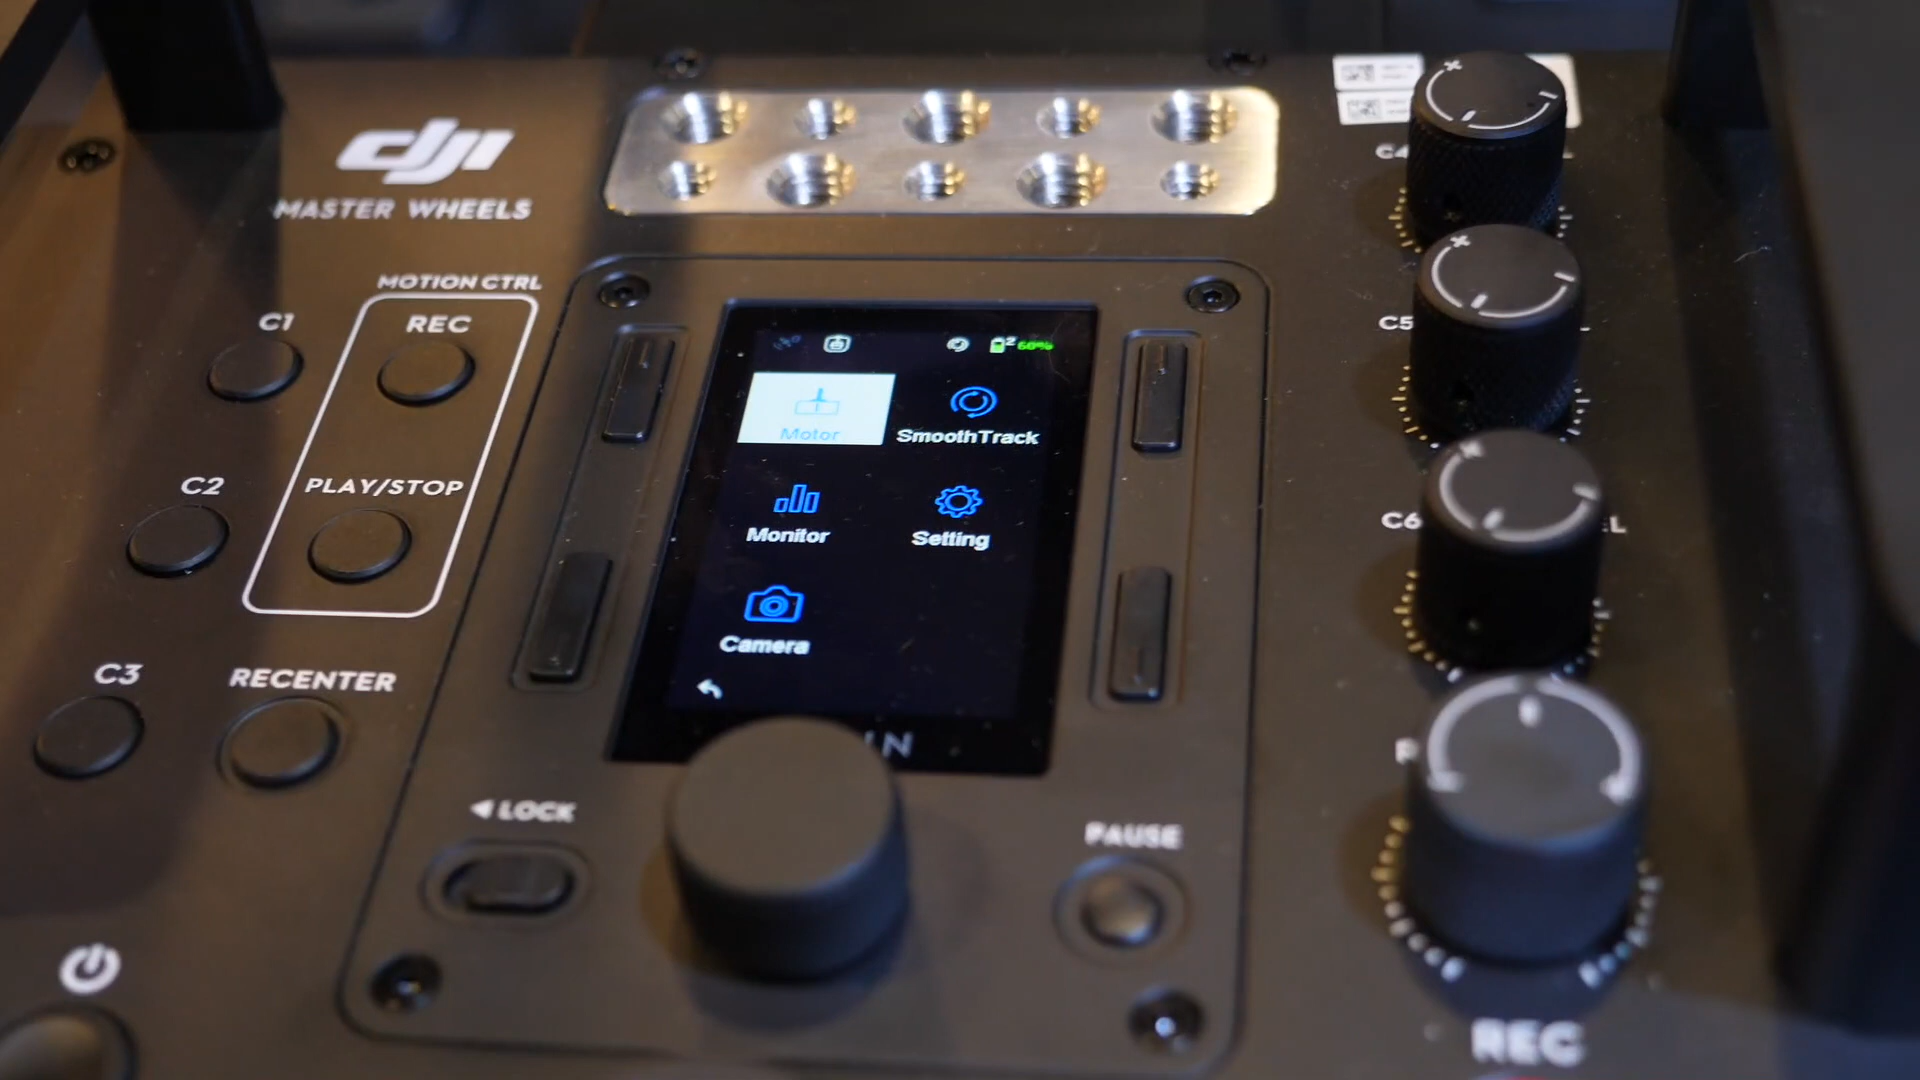 dji
MASTER WHEELS
MOTION CTRL
C1
REC
C2
PLAY/STOP
C3
RECENTER
LOCK
PAUSE
2 60%
Motor
SmoothTrack
Monitor
Setting
Camera
C4
C5
C6
REC